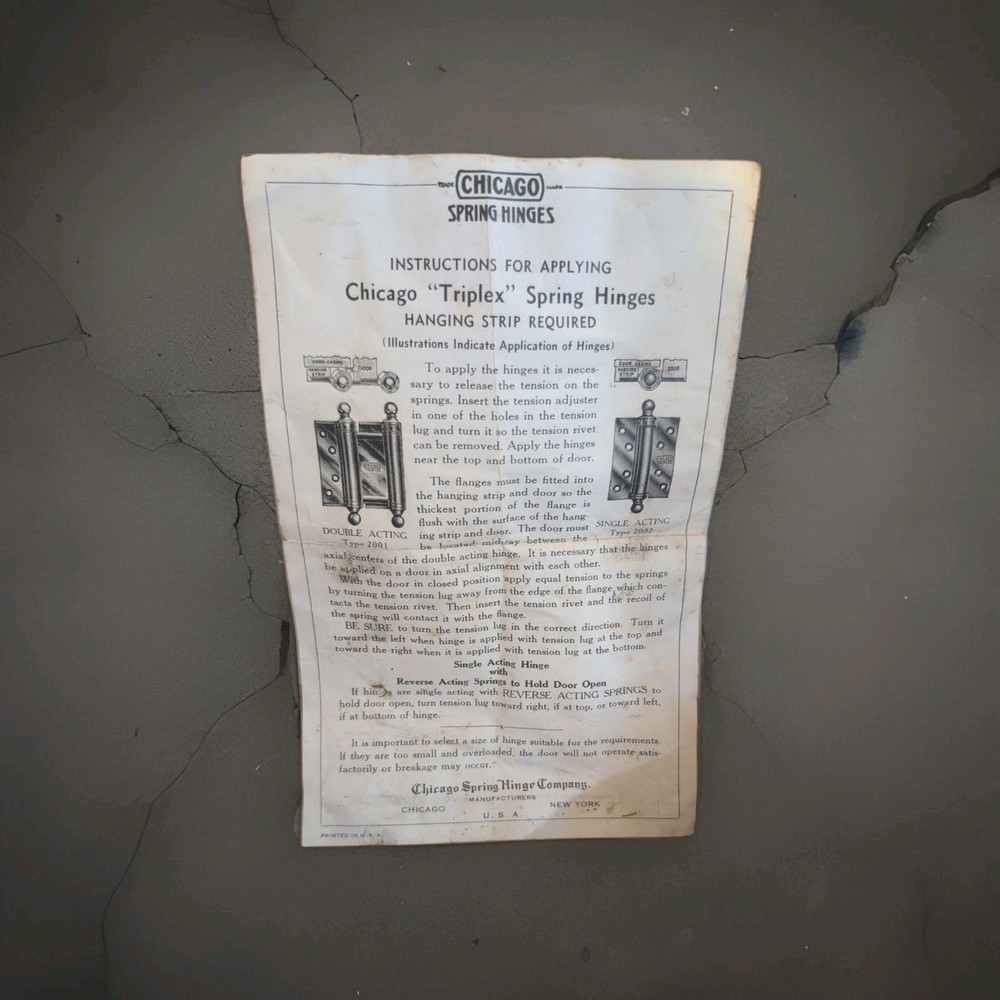 TRADE CHICAGO MARK
SPRING HINGES
INSTRUCTIONS FOR APPLYING
Chicago "Triplex" Spring Hinges
HANGING STRIP REQUIRED
(Illustrations Indicate Application of Hinges)
DOOR-CASING
HANGING STRIP
DOOR
DOOR CASING
HANGING STRIP
DOOR
To apply the hinges it is neces-
sary to release the tension on the
springs. Insert the tension adjuster
in one of the holes in the tension
lug and turn it so the tension rivet
can be removed. Apply the hinges
near the top and bottom of door.
The flanges must be fitted into
the hanging strip and door so the
thickest portion of the flange is
flush with the surface of the hang-
ing strip and door. The door must
be located midway between the
DOUBLE ACTING
Type 2001
SINGLE ACTING
Type 2002
axial centers of the double acting hinge. It is necessary that the hinges
be applied on a door in axial alignment with each other.
With the door in closed position apply equal tension to the springs
by turning the tension lug away from the edge of the flange which con-
tacts the tension rivet. Then insert the tension rivet and the recoil of
the spring will contact it with the flange.
BE SURE to turn the tension lug in the correct direction. Turn it
toward the left when hinge is applied with tension lug at the top and
toward the right when it is applied with tension lug at the bottom.
Single Acting Hinge
with
Reverse Acting Springs to Hold Door Open
If hinges are single acting with REVERSE ACTING SPRINGS to
hold door open, turn tension lug toward right, if at top, or toward left,
if at bottom of hinge.
It is important to select a size of hinge suitable for the requirements.
If they are too small and overloaded, the door will not operate satis-
factorily or breakage may occur.
Chicago Spring Hinge Company.
MANUFACTURERS
CHICAGO NEW YORK
U. S. A.
PRINTED IN U. S. A.